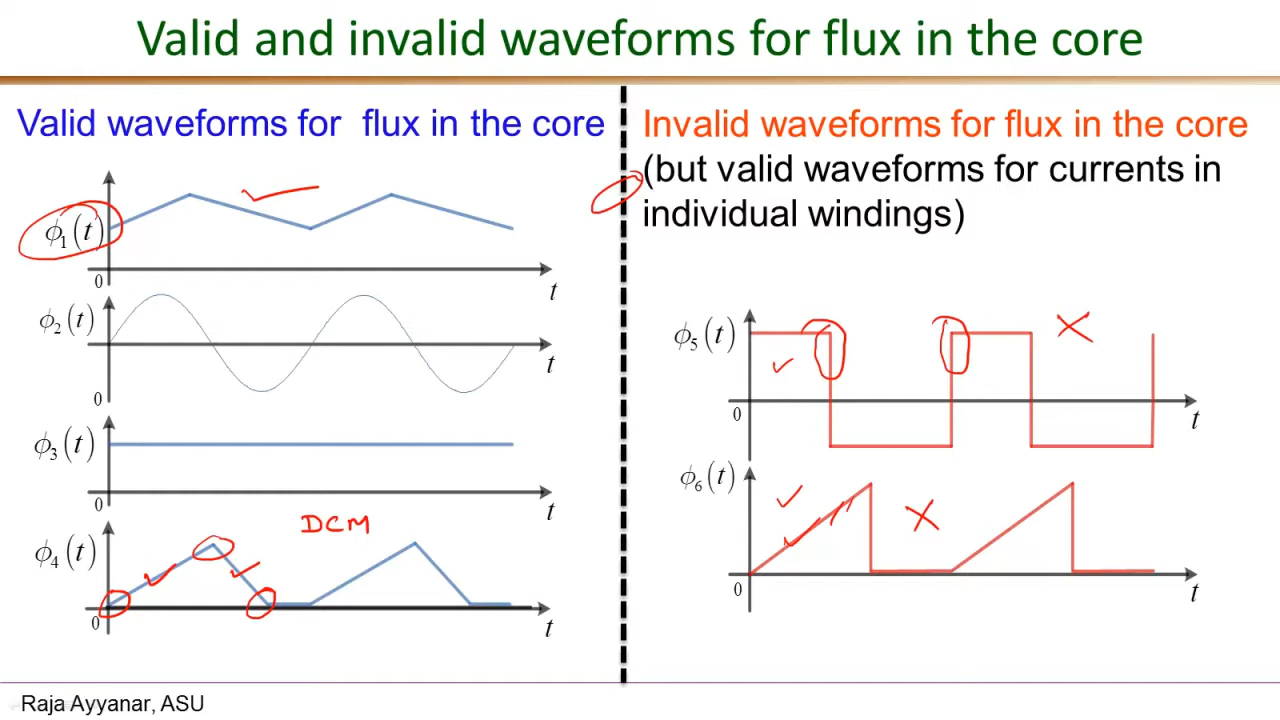 Valid and invalid waveforms for flux in the core
Valid waveforms for flux in the core
ϕ₁(t)
0
t
ϕ₂(t)
0
t
ϕ₃(t)
0
t
DCM
ϕ₄(t)
0
t
Invalid waveforms for flux in the core
(but valid waveforms for currents in
individual windings)
ϕ₅(t)
0
t
ϕ₆(t)
0
t
Raja Ayyanar, ASU